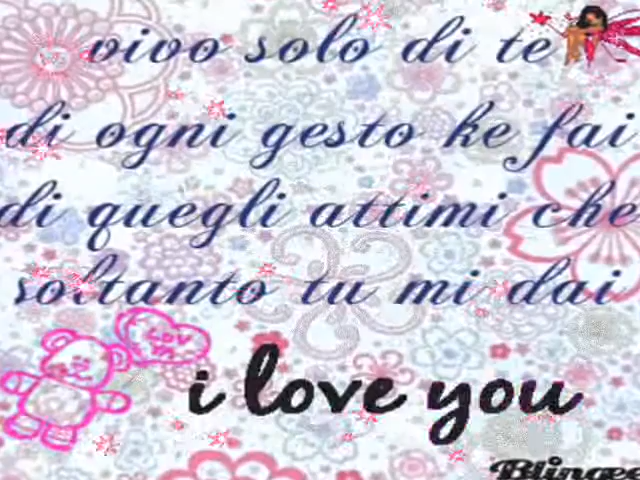 vivo solo di te
di ogni gesto ke fai
di quegli attimi che
soltanto tu mi dai
i love you